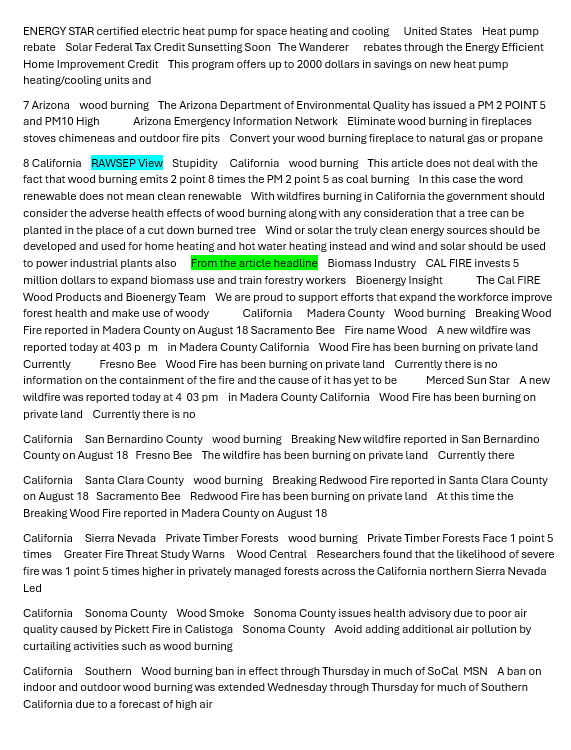 ENERGY STAR certified electric heat pump for space heating and cooling United States Heat pump
rebate Solar Federal Tax Credit Sunsetting Soon The Wanderer rebates through the Energy Efficient
Home Improvement Credit This program offers up to 2000 dollars in savings on new heat pump
heating/cooling units and
7 Arizona wood burning The Arizona Department of Environmental Quality has issued a PM 2 POINT 5
and PM10 High Arizona Emergency Information Network Eliminate wood burning in fireplaces
stoves chimeneas and outdoor fire pits Convert your wood burning fireplace to natural gas or propane
8 California RAWSEP View Stupidity California wood burning This article does not deal with the
fact that wood burning emits 2 point 8 times the PM 2 point 5 as coal burning In this case the word
renewable does not mean clean renewable With wildfires burning in California the government should
consider the adverse health effects of wood burning along with any consideration that a tree can be
planted in the place of a cut down burned tree Wind or solar the truly clean energy sources should be
developed and used for home heating and hot water heating instead and wind and solar should be used
to power industrial plants also From the article headline Biomass Industry CAL FIRE invests 5
million dollars to expand biomass use and train forestry workers Bioenergy Insight The Cal FIRE
Wood Products and Bioenergy Team We are proud to support efforts that expand the workforce improve
forest health and make use of woody California Madera County Wood burning Breaking Wood
Fire reported in Madera County on August 18 Sacramento Bee Fire name Wood A new wildfire was
reported today at 403 p m in Madera County California Wood Fire has been burning on private land
Currently Fresno Bee Wood Fire has been burning on private land Currently there is no
information on the containment of the fire and the cause of it has yet to be Merced Sun Star A new
wildfire was reported today at 4 03 pm in Madera County California Wood Fire has been burning on
private land Currently there is no
California San Bernardino County wood burning Breaking New wildfire reported in San Bernardino
County on August 18 Fresno Bee The wildfire has been burning on private land Currently there
California Santa Clara County wood burning Breaking Redwood Fire reported in Santa Clara County
on August 18 Sacramento Bee Redwood Fire has been burning on private land At this time the
Breaking Wood Fire reported in Madera County on August 18
California Sierra Nevada Private Timber Forests wood burning Private Timber Forests Face 1 point 5
times Greater Fire Threat Study Warns Wood Central Researchers found that the likelihood of severe
fire was 1 point 5 times higher in privately managed forests across the California northern Sierra Nevada
Led
California Sonoma County Wood Smoke Sonoma County issues health advisory due to poor air
quality caused by Pickett Fire in Calistoga Sonoma County Avoid adding additional air pollution by
curtailing activities such as wood burning
California Southern Wood burning ban in effect through Thursday in much of SoCal MSN A ban on
indoor and outdoor wood burning was extended Wednesday through Thursday for much of Southern
California due to a forecast of high air